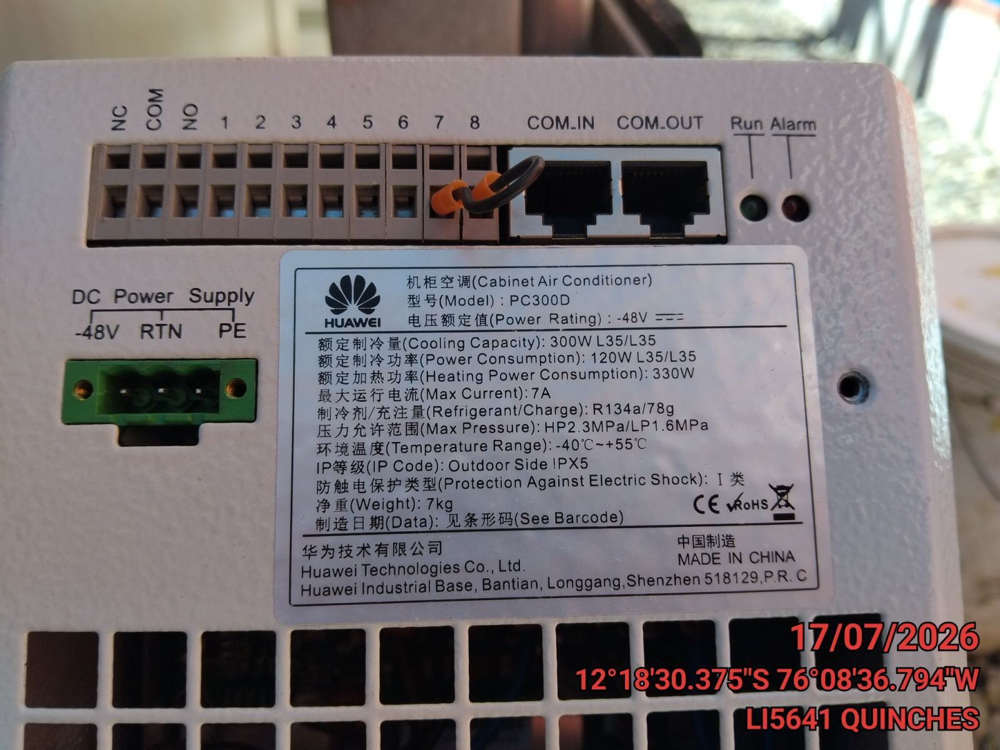 NC COM NO 1 2 3 4 5 6 7 8 COM_IN COM_OUT Run Alarm
DC Power Supply
-48V RTN PE
HUAWEI
机柜空调(Cabinet Air Conditioner)
型号(Model) : PC300D
电压额定值(Power Rating) : -48V ⎓
额定制冷量(Cooling Capacity): 300W L35/L35
额定制冷功率(Power Consumption): 120W L35/L35
额定加热功率(Heating Power Consumption): 330W
最大运行电流(Max Current): 7A
制冷剂/充注量(Refrigerant/Charge): R134a/78g
压力允许范围(Max Pressure): HP2.3MPa/LP1.6MPa
环境温度(Temperature Range): -40℃~+55℃
IP等级(IP Code): Outdoor Side IPX5
防触电保护类型(Protection Against Electric Shock): I 类
净重(Weight): 7kg
CE RoHS
制造日期(Data): 见条形码(See Barcode)
华为技术有限公司
中国制造
Huawei Technologies Co., Ltd.
MADE IN CHINA
Huawei Industrial Base, Bantian, Longgang,Shenzhen 518129,P.R. C
17/07/2026
12°18'30.375"S 76°08'36.794"W
LI5641 QUINCHES